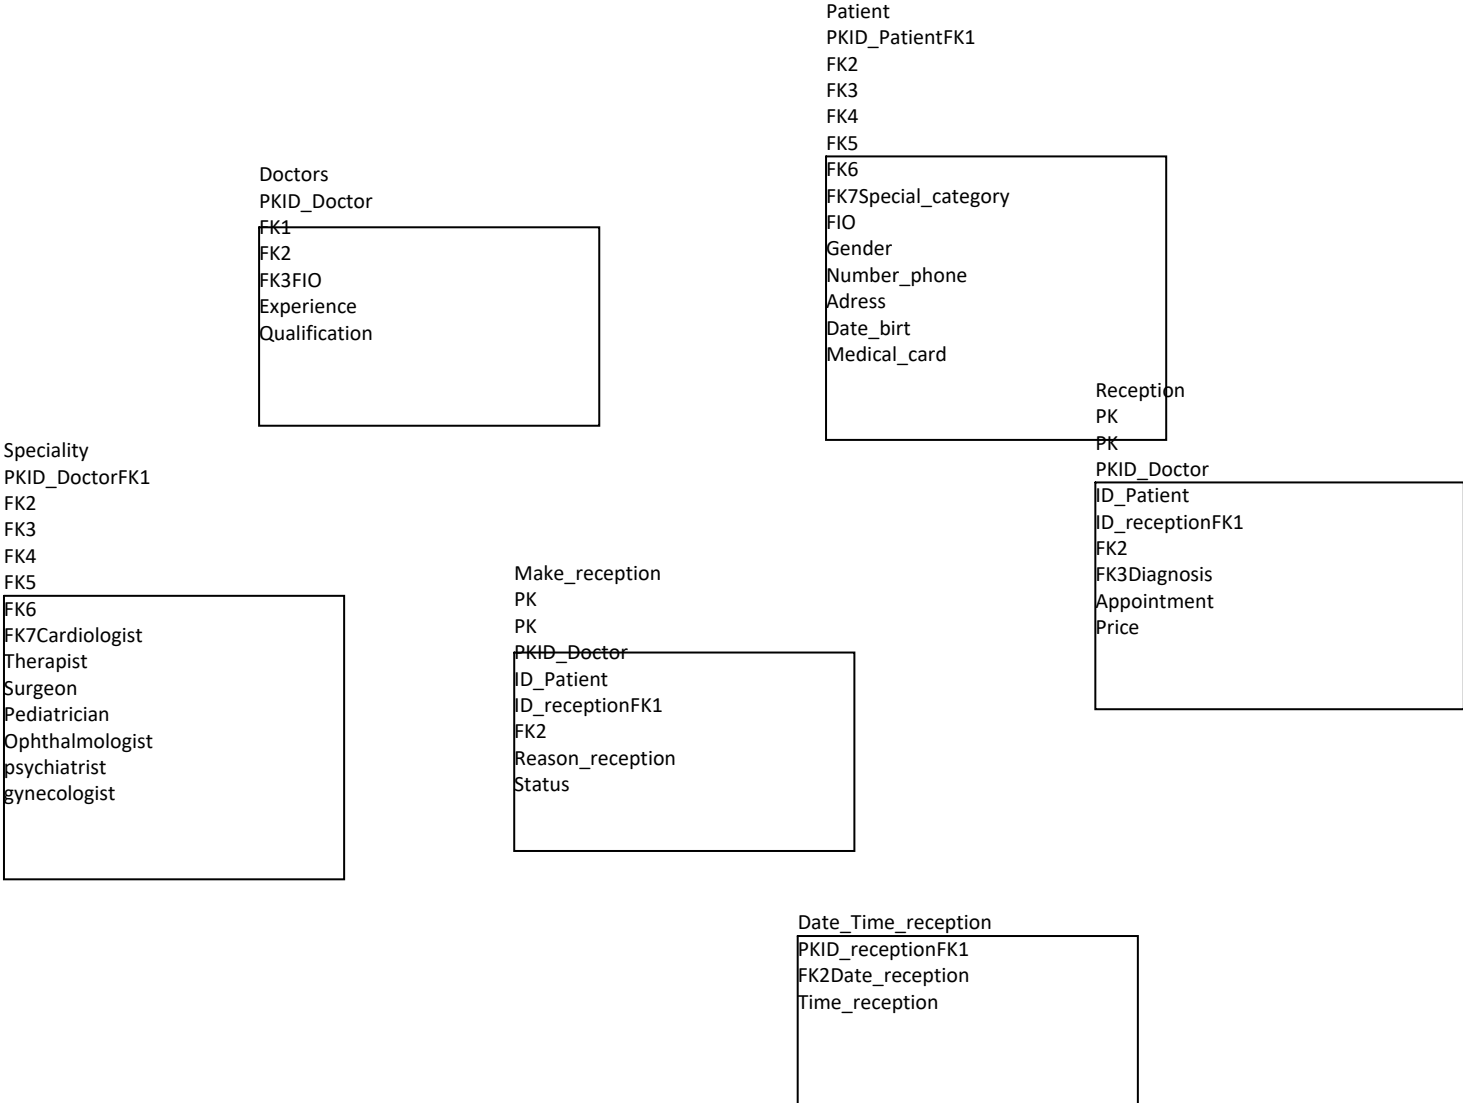 Patient
PKID_PatientFK1
FK2
FK3
FK4
FK5
FK6
FK7Special_category
FIO
Gender
Number_phone
Adress
Date_birt
Medical_card
Doctors
PKID_Doctor
FK1
FK2
FK3FIO
Experience
Qualification
Reception
PK
PK
PKID_Doctor
ID_Patient
ID_receptionFK1
FK2
FK3Diagnosis
Appointment
Price
Speciality
PKID_DoctorFK1
FK2
FK3
FK4
FK5
FK6
FK7Cardiologist
Therapist
Surgeon
Pediatrician
Ophthalmologist
psychiatrist
gynecologist
Make_reception
PK
PK
PKID_Doctor
ID_Patient
ID_receptionFK1
FK2
Reason_reception
Status
Date_Time_reception
PKID_receptionFK1
FK2Date_reception
Time_reception